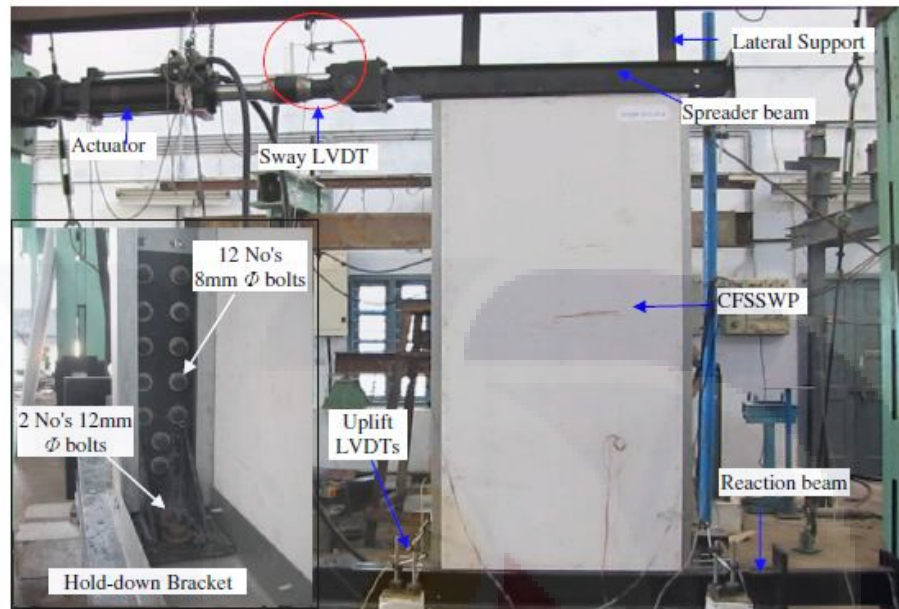 Lateral Support
Spreader beam
Actuator
Sway LVDT
12 No's
8mm Φ bolts
CFSSWP
2 No's 12mm
Φ bolts
Uplift
LVDTs
Reaction beam
Hold-down Bracket